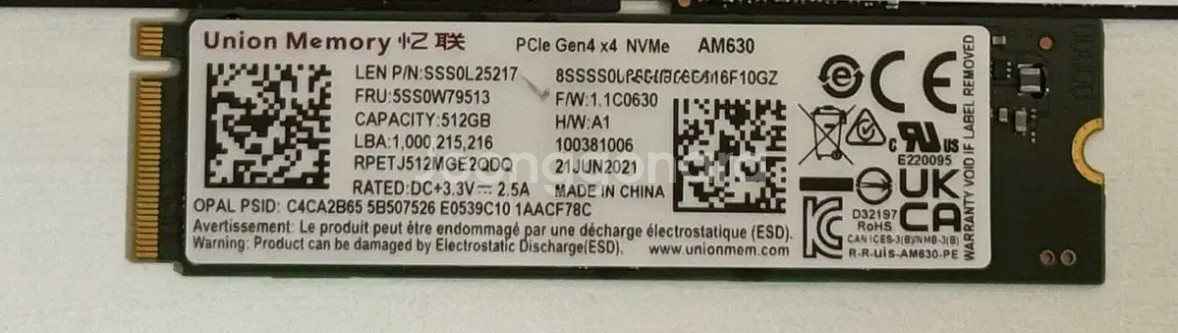 Union Memory 忆联 PCIe Gen4 x4 NVMe AM630
LEN P/N:SSS0L25217
FRU:5SS0W79513 F/W:1.1C0630
CAPACITY:512GB H/W:A1
LBA:1,000,215,216 100381006
RPETJ512MGE2QDQ 21JUN2021
RATED:DC+3.3V⎓ 2.5A MADE IN CHINA
OPAL PSID: C4CA2B65 5B507526 E0539C10 1AACF78C
Avertissement: Le produit peut être endommagé par une décharge électrostatique (ESD).
Warning: Product can be damaged by Electrostatic Discharge(ESD). www.unionmem.com
e CE
c UL us
E220095
UK
CA
D32197
RoHS
KC
CAN ICES-3(B)/NMB-3(B)
R-R-uis-AM630-PE
WARRANTY VOID IF LABEL REMOVED